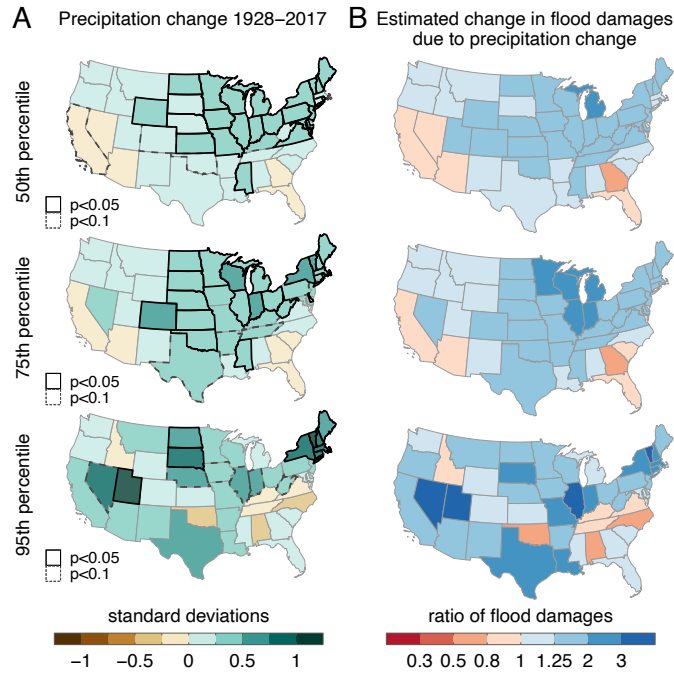 A Precipitation change 1928−2017
B Estimated change in flood damages
due to precipitation change
50th percentile
p<0.05
p<0.1
75th percentile
p<0.05
p<0.1
95th percentile
p<0.05
p<0.1
standard deviations
−1 −0.5 0 0.5 1
ratio of flood damages
0.3 0.5 0.8 1 1.25 2 3